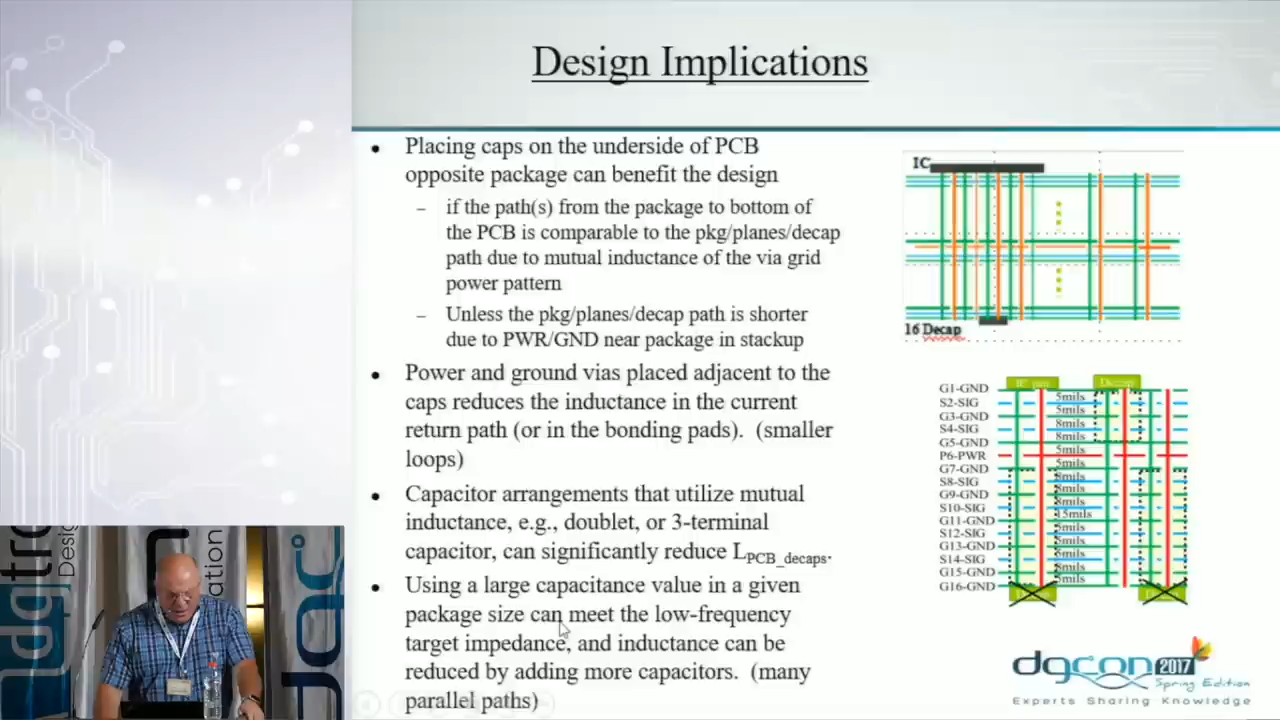 Design Implications
• Placing caps on the underside of PCB
opposite package can benefit the design
– if the path(s) from the package to bottom of
the PCB is comparable to the pkg/planes/decap
path due to mutual inductance of the via grid
power pattern
– Unless the pkg/planes/decap path is shorter
due to PWR/GND near package in stackup
• Power and ground vias placed adjacent to the
caps reduces the inductance in the current
return path (or in the bonding pads). (smaller
loops)
• Capacitor arrangements that utilize mutual
inductance, e.g., doublet, or 3-terminal
capacitor, can significantly reduce LPCB_decaps.
• Using a large capacitance value in a given
package size can meet the low-frequency
target impedance, and inductance can be
reduced by adding more capacitors. (many
parallel paths)
IC
16 Decap
Decap
G1-GND
5mils
S2-SIG
5mils
G3-GND
8mils
S4-SIG
8mils
G5-GND
5mils
P6-PWR
5mils
G7-GND
8mils
S8-SIG
8mils
G9-GND
8mils
S10-SIG
15mils
G11-GND
5mils
S12-SIG
5mils
G13-GND
S14-SIG
G15-GND
G16-GND
dgcon 2017
Spring Edition
Experts Sharing Knowledge
dgtro
Desig
ation